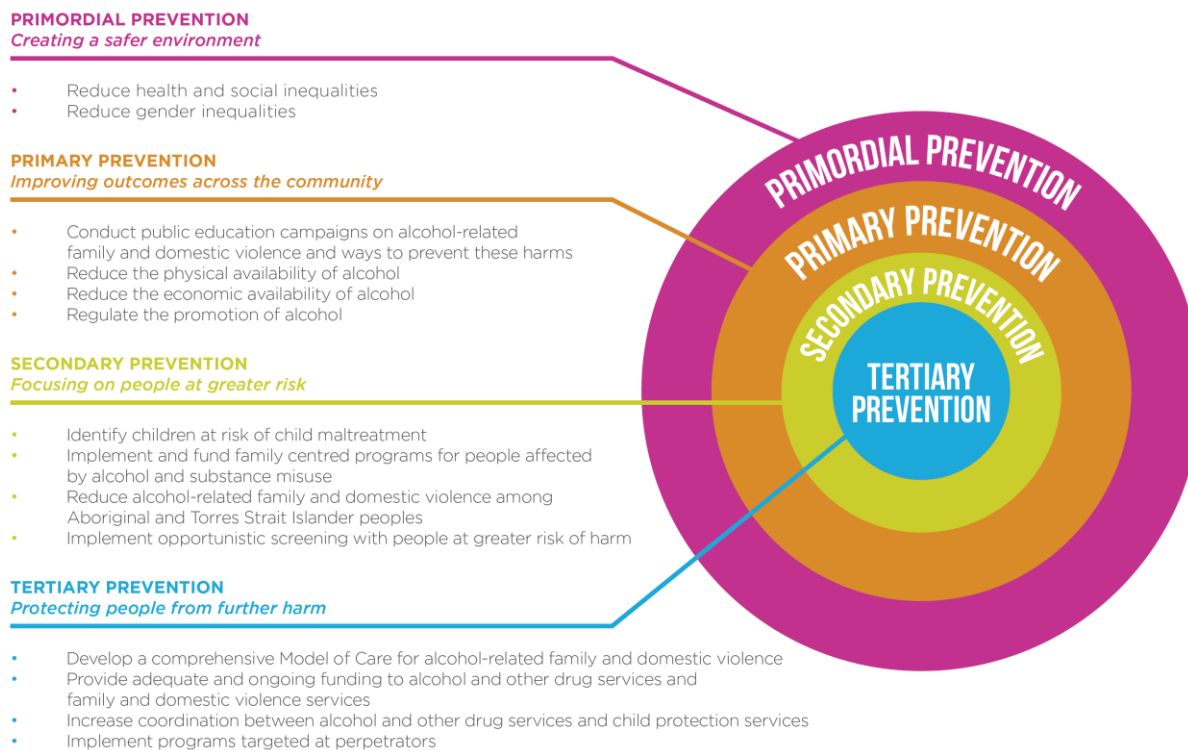 PRIMORDIAL PREVENTION
Creating a safer environment
• Reduce health and social inequalities
• Reduce gender inequalities
PRIMARY PREVENTION
Improving outcomes across the community
• Conduct public education campaigns on alcohol-related
family and domestic violence and ways to prevent these harms
• Reduce the physical availability of alcohol
• Reduce the economic availability of alcohol
• Regulate the promotion of alcohol
SECONDARY PREVENTION
Focusing on people at greater risk
• Identify children at risk of child maltreatment
• Implement and fund family centred programs for people affected
by alcohol and substance misuse
• Reduce alcohol-related family and domestic violence among
Aboriginal and Torres Strait Islander peoples
• Implement opportunistic screening with people at greater risk of harm
TERTIARY PREVENTION
Protecting people from further harm
• Develop a comprehensive Model of Care for alcohol-related family and domestic violence
• Provide adequate and ongoing funding to alcohol and other drug services and
family and domestic violence services
• Increase coordination between alcohol and other drug services and child protection services
• Implement programs targeted at perpetrators
PRIMORDIAL PREVENTION
PRIMARY PREVENTION
SECONDARY PREVENTION
TERTIARY
PREVENTION